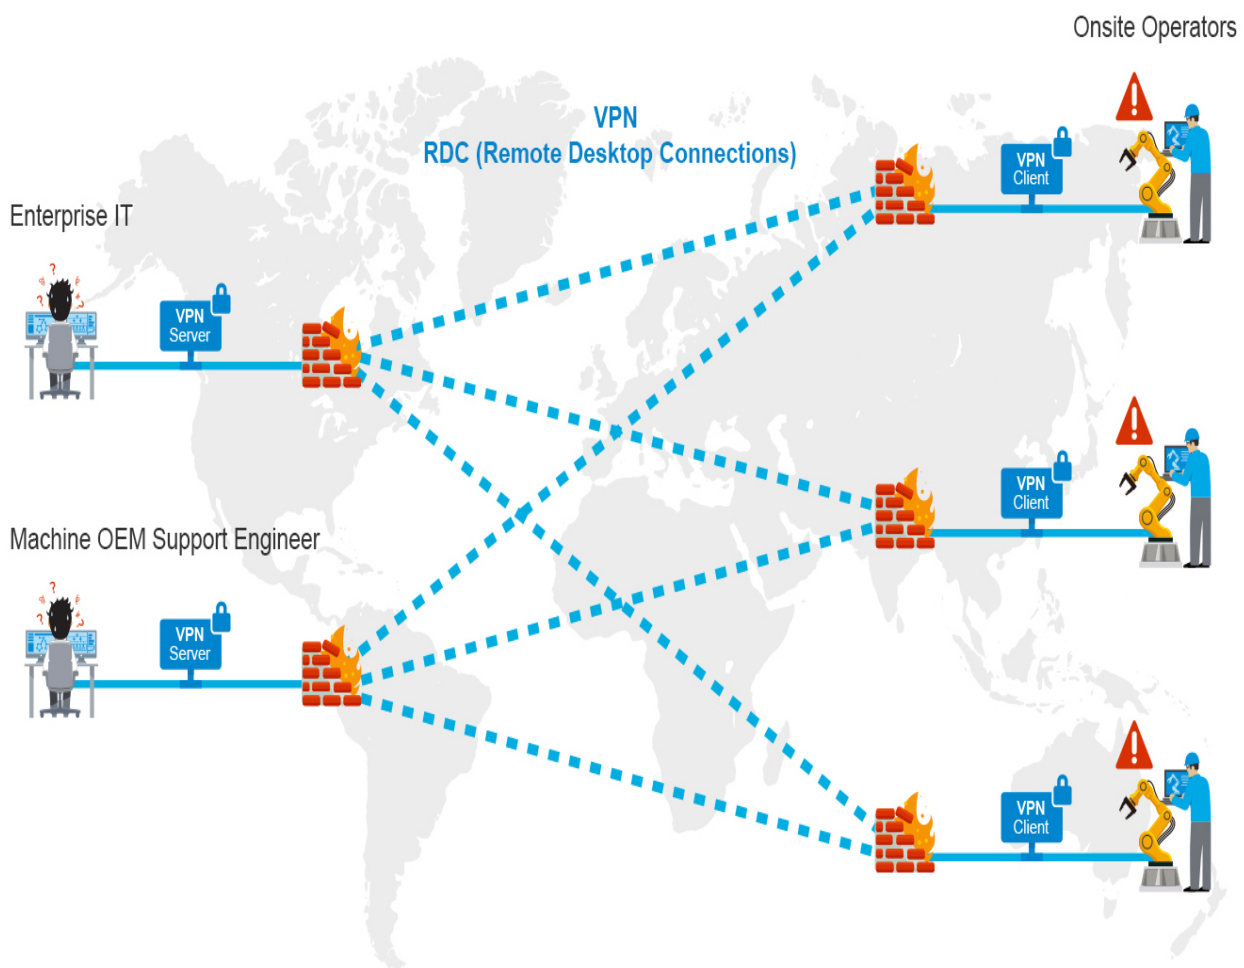 Onsite Operators
VPN
RDC (Remote Desktop Connections)
VPN
Client
Enterprise IT
VPN
Server
VPN
Client
Machine OEM Support Engineer
VPN
Server
VPN
Client